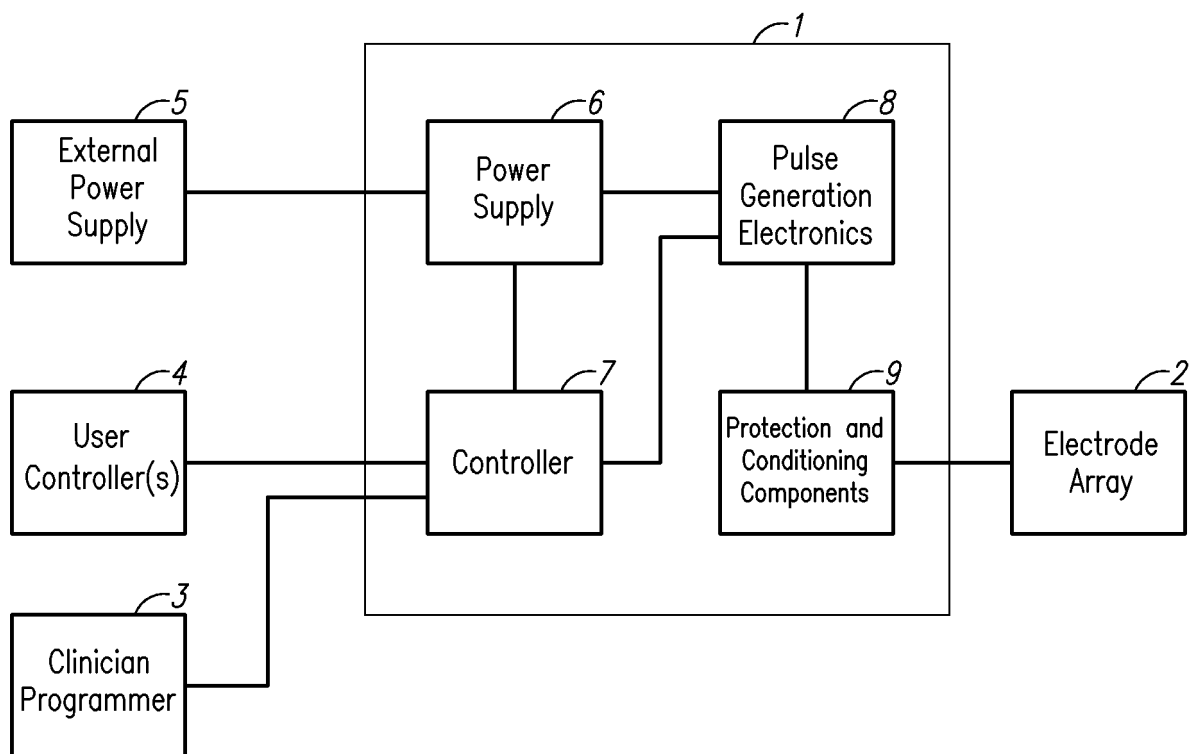 1
5
External
Power
Supply
6
Power
Supply
8
Pulse
Generation
Electronics
4
User
Controller(s)
7
Controller
9
Protection and
Conditioning
Components
2
Electrode
Array
3
Clinician
Programmer